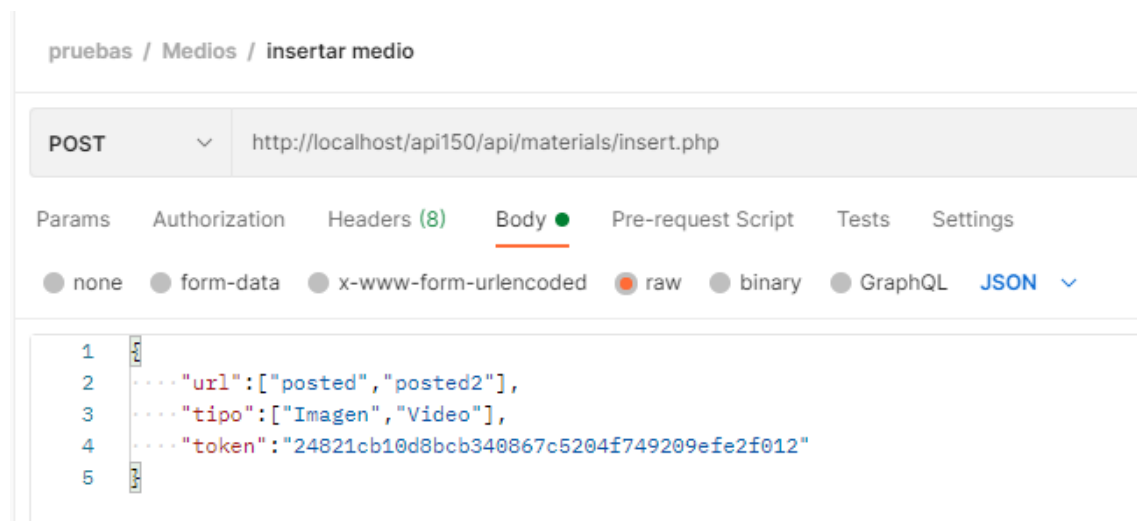 pruebas / Medios / insertar medio
POST http://localhost/api150/api/materials/insert.php
Params Authorization Headers (8) Body Pre-request Script Tests Settings
none form-data x-www-form-urlencoded raw binary GraphQL JSON
1 {
2 "url":["posted","posted2"],
3 "tipo":["Imagen","Video"],
4 "token":"24821cb10d8bcb340867c5204f749209efe2f012"
5 }